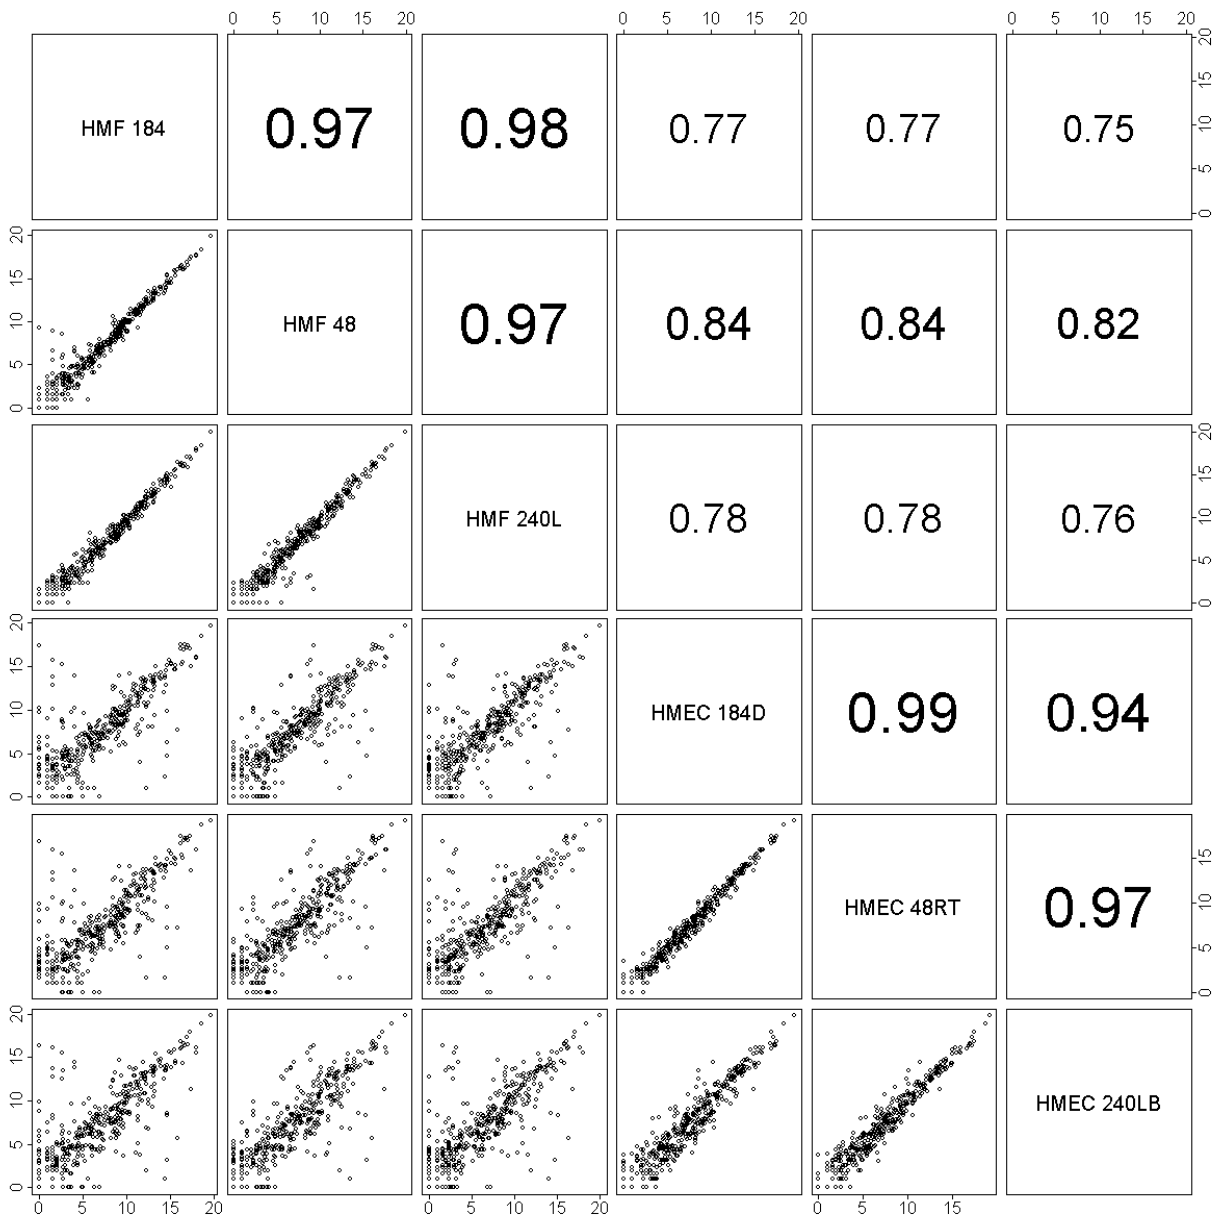 0 5 10 15 20 0 5 10 15 20 0 5 10 15 20
HMF 184 0.97 0.98 0.77 0.77 0.75 0 5 10 15 20
0 5 10 15 20 HMF 48 0.97 0.84 0.84 0.82
HMF 240L 0.78 0.78 0.76 0 5 10 15 20
0 5 10 15 20 HMEC 184D 0.99 0.94
HMEC 48RT 0.97 0 5 10 15
0 5 10 15 20 HMEC 240LB
0 5 10 15 20 0 5 10 15 20 0 5 10 15